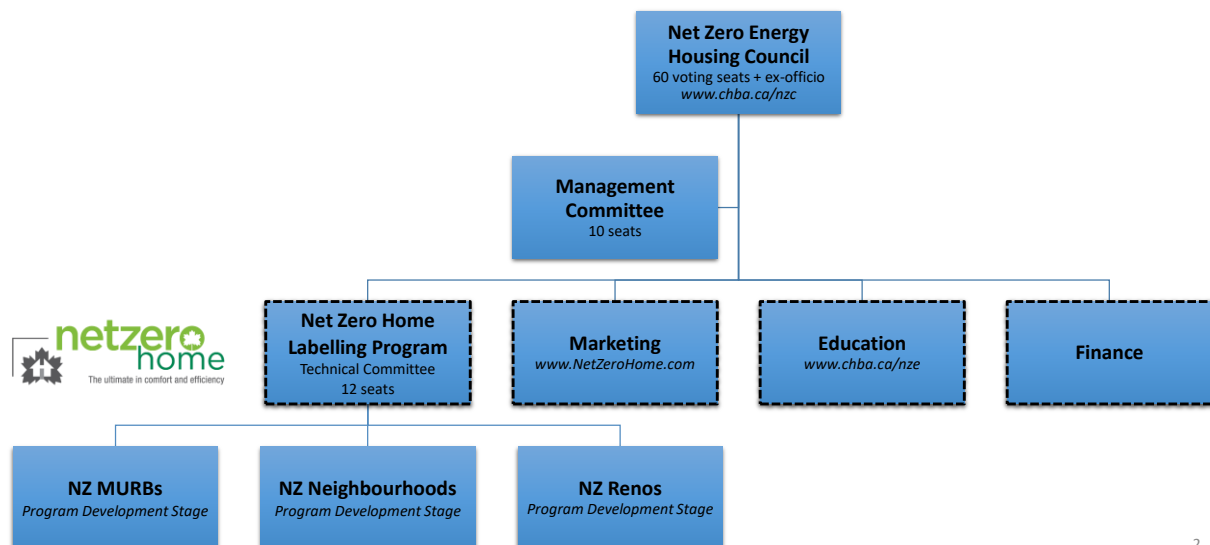 Net Zero Energy
Housing Council
60 voting seats + ex-officio
www.chba.ca/nzc
Management
Committee
10 seats
netzero
home
The ultimate in comfort and efficiency
Net Zero Home
Labelling Program
Technical Committee
12 seats
Marketing
www.NetZeroHome.com
Education
www.chba.ca/nze
Finance
NZ MURBs
Program Development Stage
NZ Neighbourhoods
Program Development Stage
NZ Renos
Program Development Stage
2